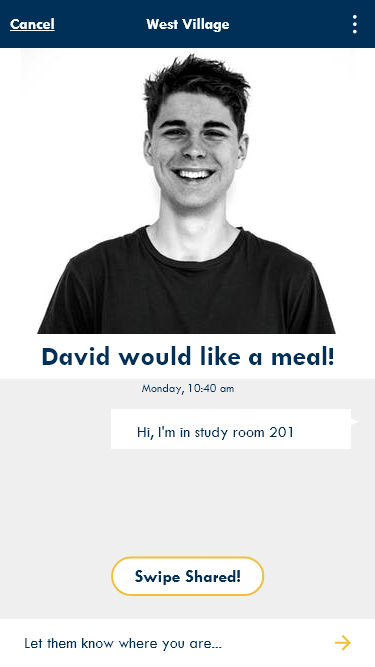 Cancel
West Village
David would like a meal!
Monday, 10:40 am
Hi, I'm in study room 201
Swipe Shared!
Let them know where you are...